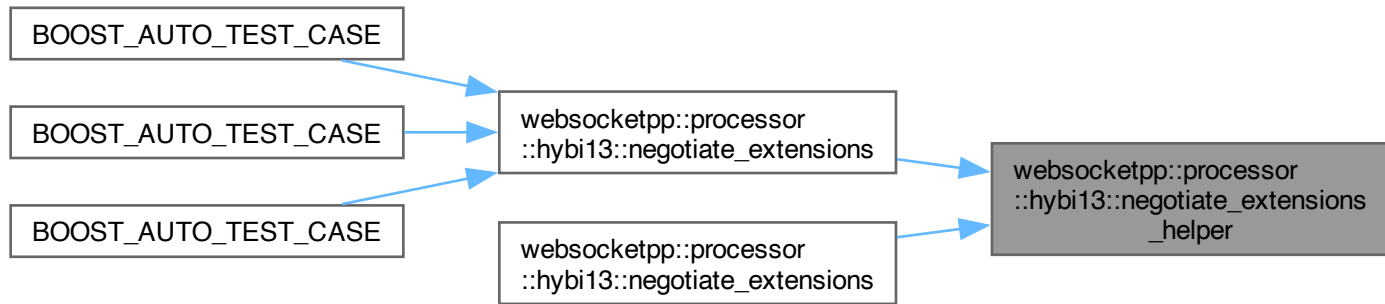 BOOST_AUTO_TEST_CASE
BOOST_AUTO_TEST_CASE
BOOST_AUTO_TEST_CASE
websocketpp::processor
::hybi13::negotiate_extensions
websocketpp::processor
::hybi13::negotiate_extensions
websocketpp::processor
::hybi13::negotiate_extensions
_helper